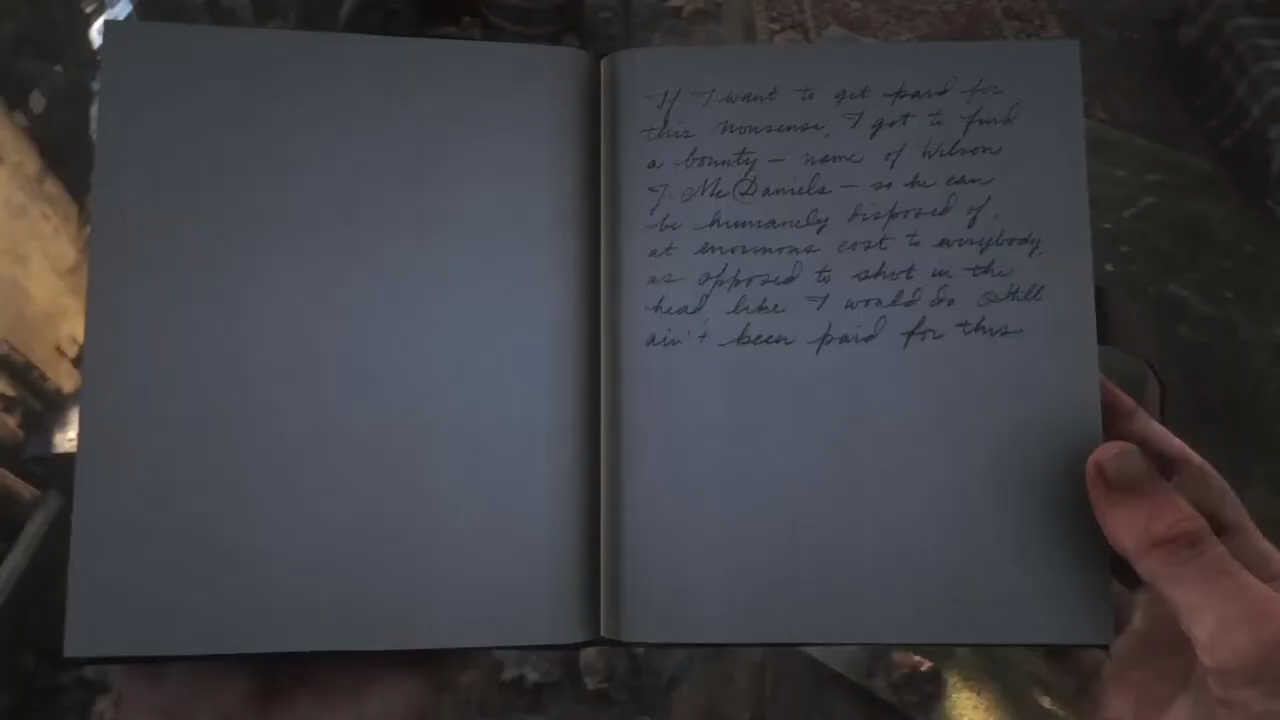 If I want to get paid for
this nonsense, I got to find
a bounty — name of Wilson
J. McDaniels — so he can
be humanely disposed of,
at enormous cost to everybody,
as opposed to shot in the
head like I would do. Still
ain't been paid for this